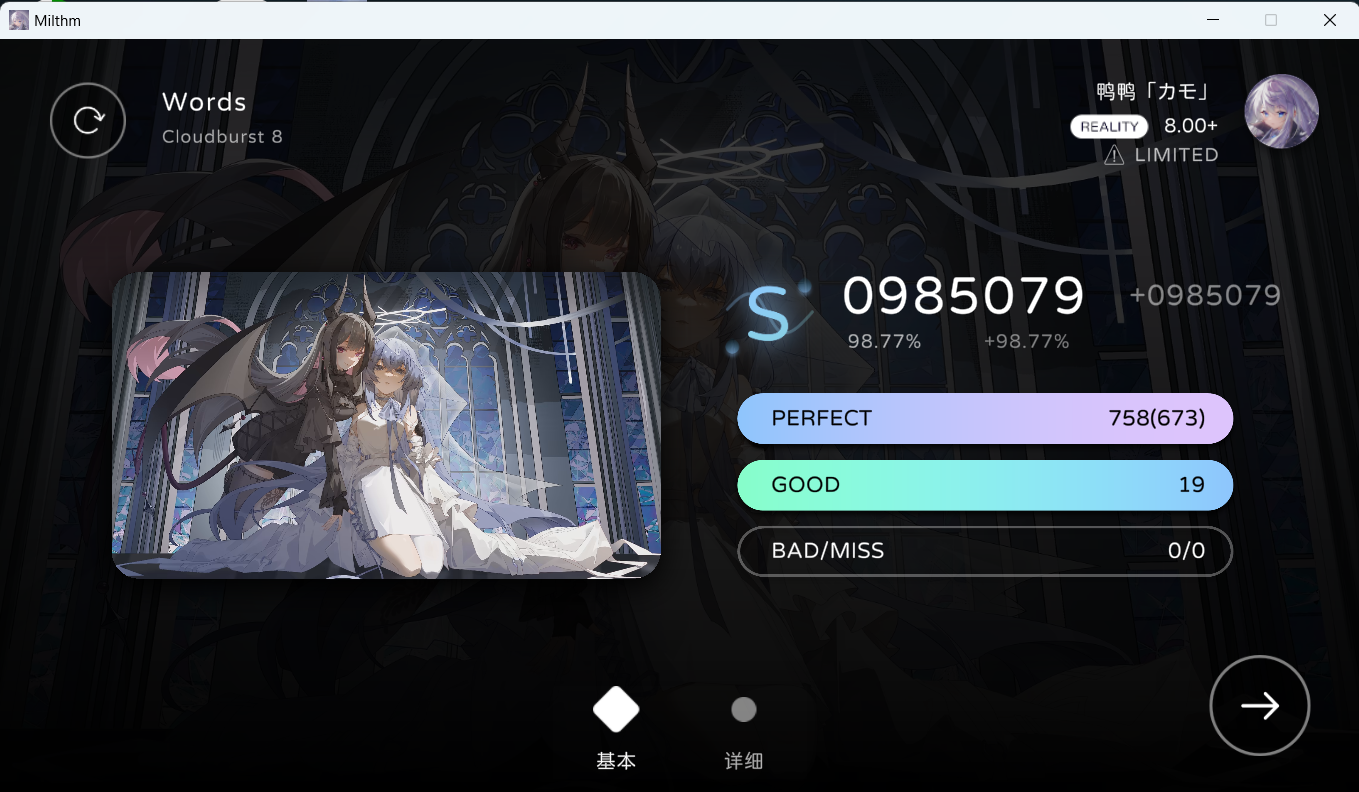 Milthm
Words
Cloudburst 8
鸭鸭「カモ」
REALITY 8.00+
LIMITED
S 0985079 +0985079
98.77% +98.77%
PERFECT 758(673)
GOOD 19
BAD/MISS 0/0
基本 详细